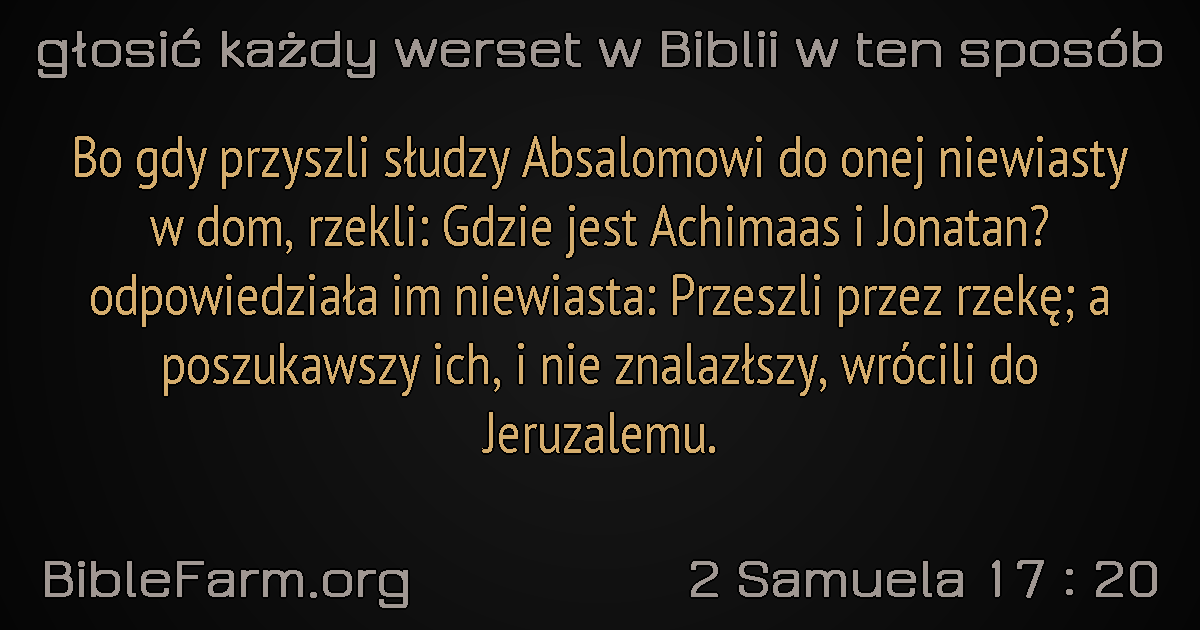 głosić każdy werset w Biblii w ten sposób
Bo gdy przyszli słudzy Absalomowi do onej niewiasty
w dom, rzekli: Gdzie jest Achimaas i Jonatan?
odpowiedziała im niewiasta: Przeszli przez rzekę; a
poszukawszy ich, i nie znalazłszy, wrócili do
Jeruzalemu.
BibleFarm.org
2 Samuela 17 : 20